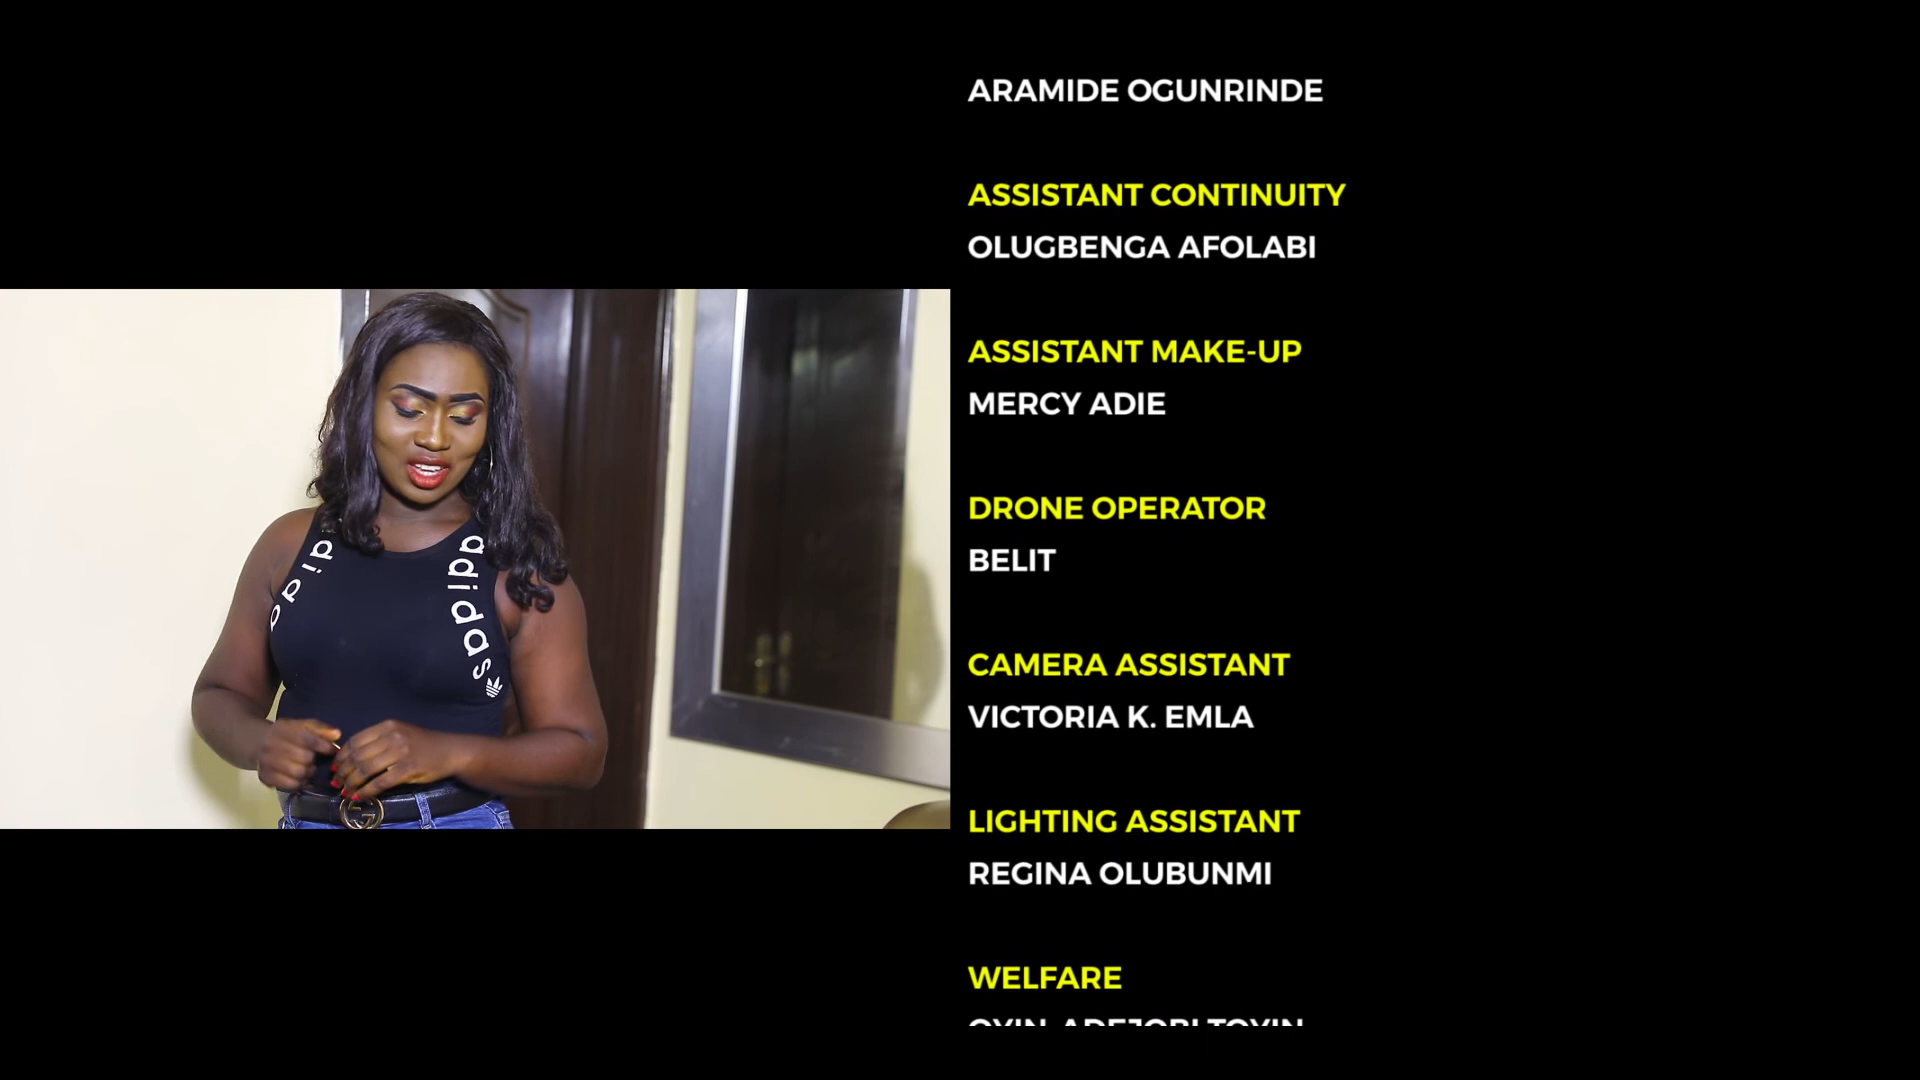 ARAMIDE OGUNRINDE
ASSISTANT CONTINUITY
OLUGBENGA AFOLABI
ASSISTANT MAKE-UP
MERCY ADIE
DRONE OPERATOR
BELIT
CAMERA ASSISTANT
VICTORIA K. EMLA
LIGHTING ASSISTANT
REGINA OLUBUNMI
WELFARE
adidas